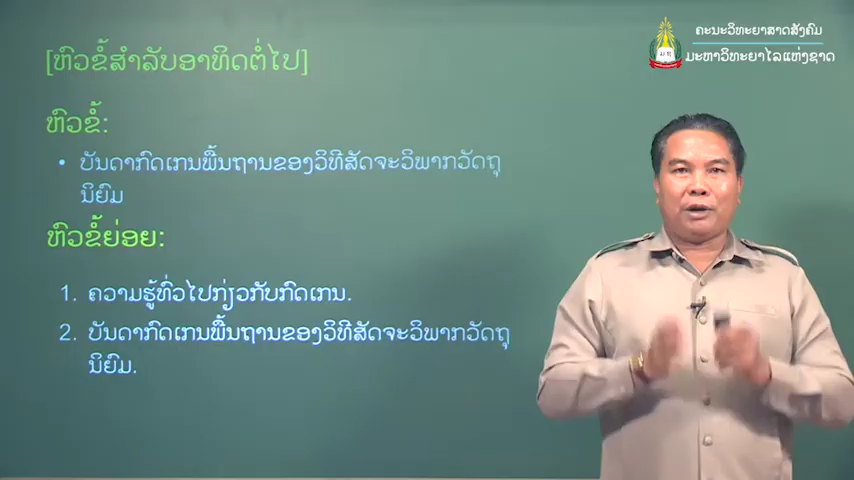 [ຫົວຂໍ້ສຳລັບອາທິດຕໍ່ໄປ]
ຄະນະວິທະຍາສາດສັງຄົມ
ມະຫາວິທະຍາໄລແຫ່ງຊາດ
ຫົວຂໍ້:
• ບັນດາກົດເກນພື້ນຖານຂອງວິທີສັດຈະວິພາກວັດຖຸ
ນິຍົມ
ຫົວຂໍ້ຍ່ອຍ:
1. ຄວາມຮູ້ທົ່ວໄປກ່ຽວກັບກົດເກນ.
2. ບັນດາກົດເກນພື້ນຖານຂອງວິທີສັດຈະວິພາກວັດຖຸ
ນິຍົມ.